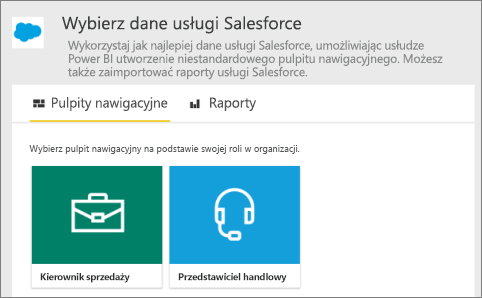 Wybierz dane usługi Salesforce
Wykorzystaj jak najlepiej dane usługi Salesforce, umożliwiając usłudze
Power BI utworzenie niestandardowego pulpitu nawigacyjnego. Możesz
także zaimportować raporty usługi Salesforce.
Pulpity nawigacyjne Raporty
Wybierz pulpit nawigacyjny na podstawie swojej roli w organizacji.
Kierownik sprzedaży Przedstawiciel handlowy